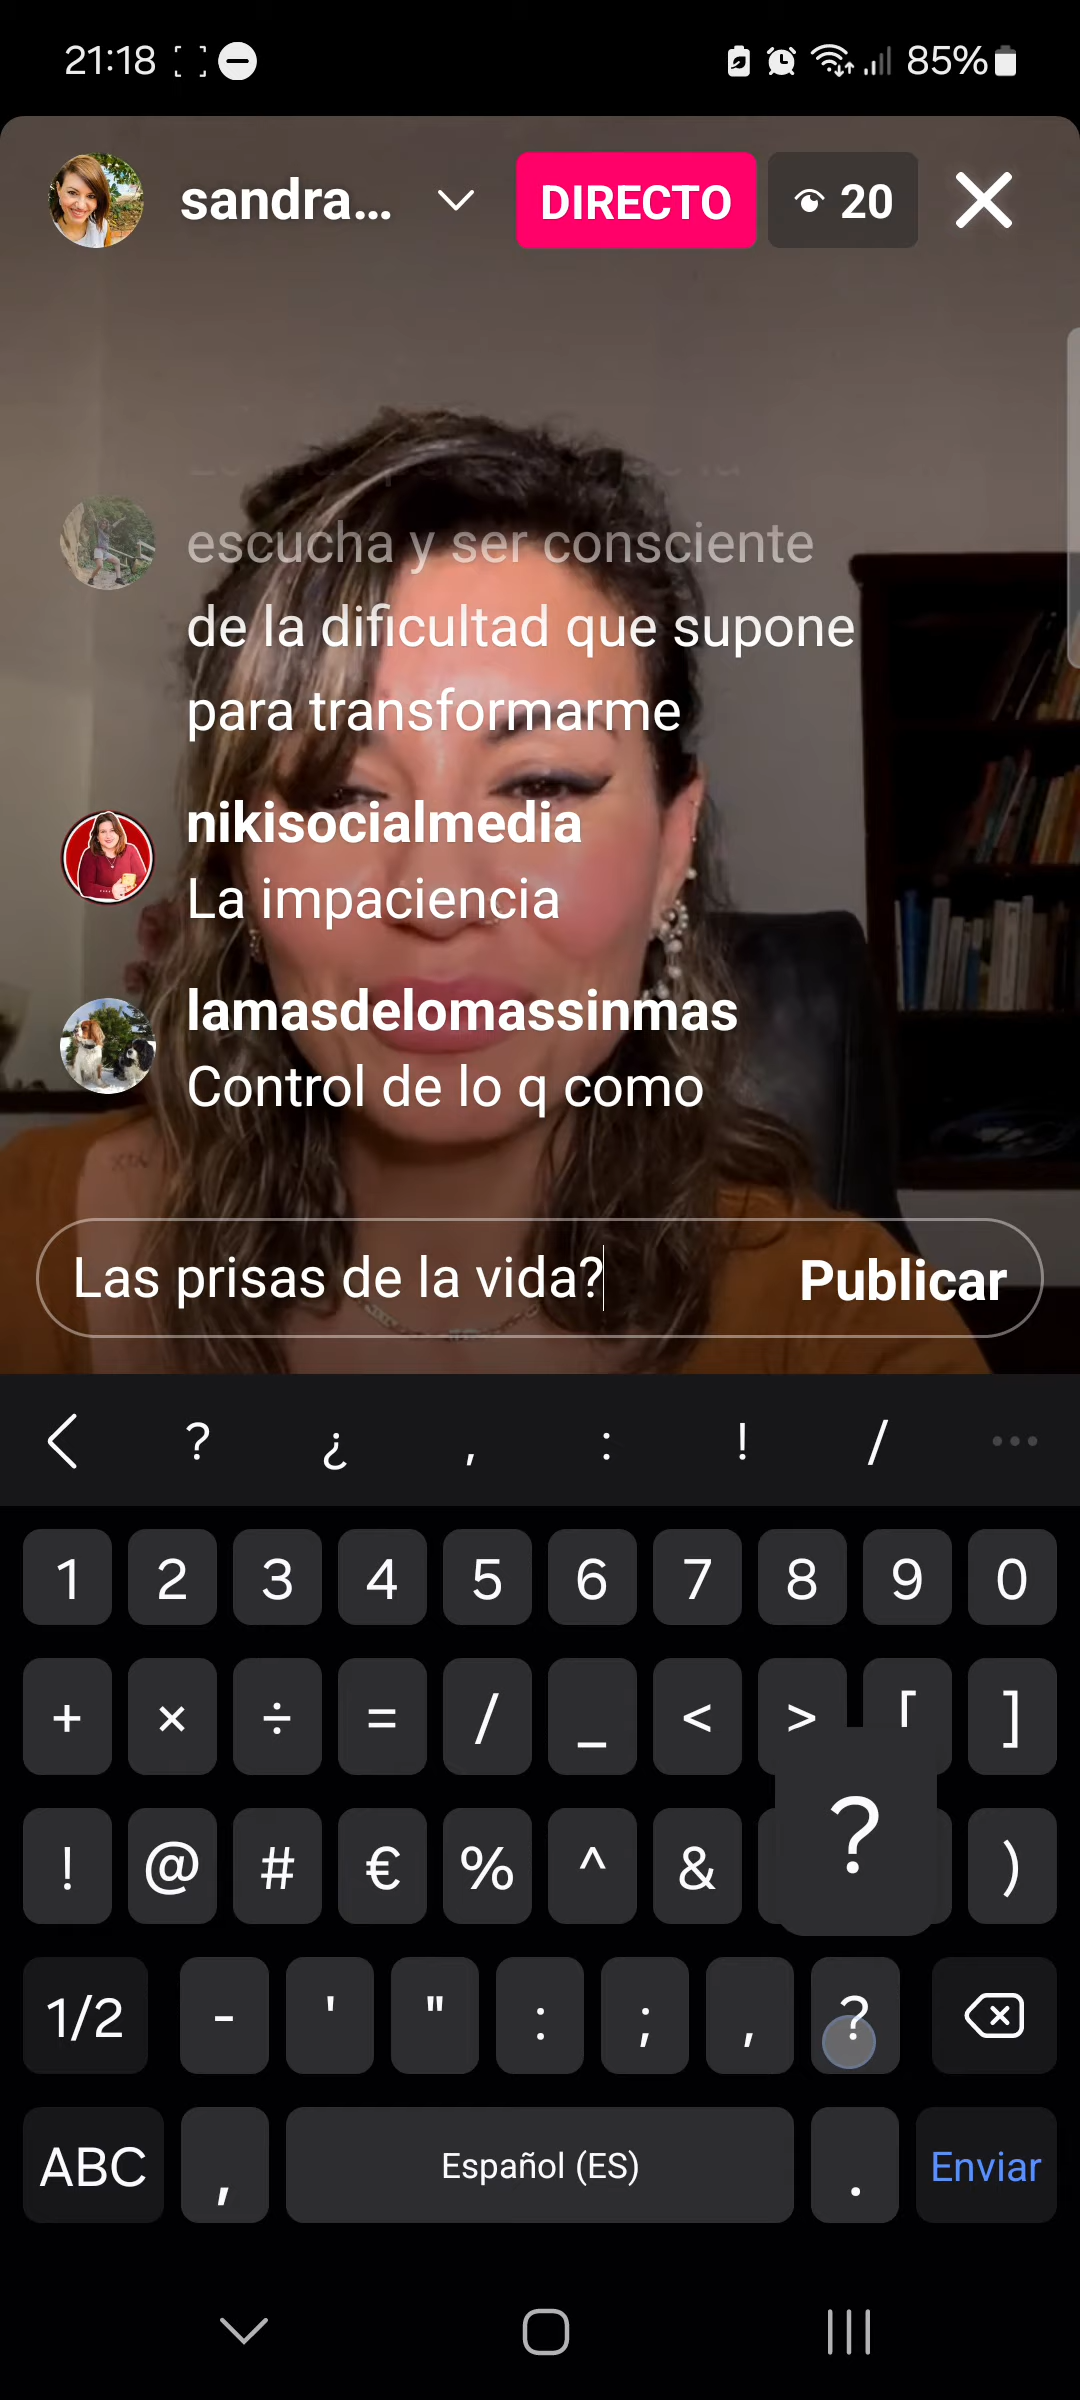 21:18
85%
sandra...
DIRECTO
20
escucha y ser consciente
de la dificultad que supone
para transformarme
nikisocialmedia
La impaciencia
lamasdelomassinmas
Control de lo q como
Las prisas de la vida?
Publicar
? ¿ , : ! /
1 2 3 4 5 6 7 8 9 0
+ × ÷ = / _ < > [ ]
! @ # € % ^ & )
?
1/2 - ' " : ; , ?
ABC , Español (ES) . Enviar